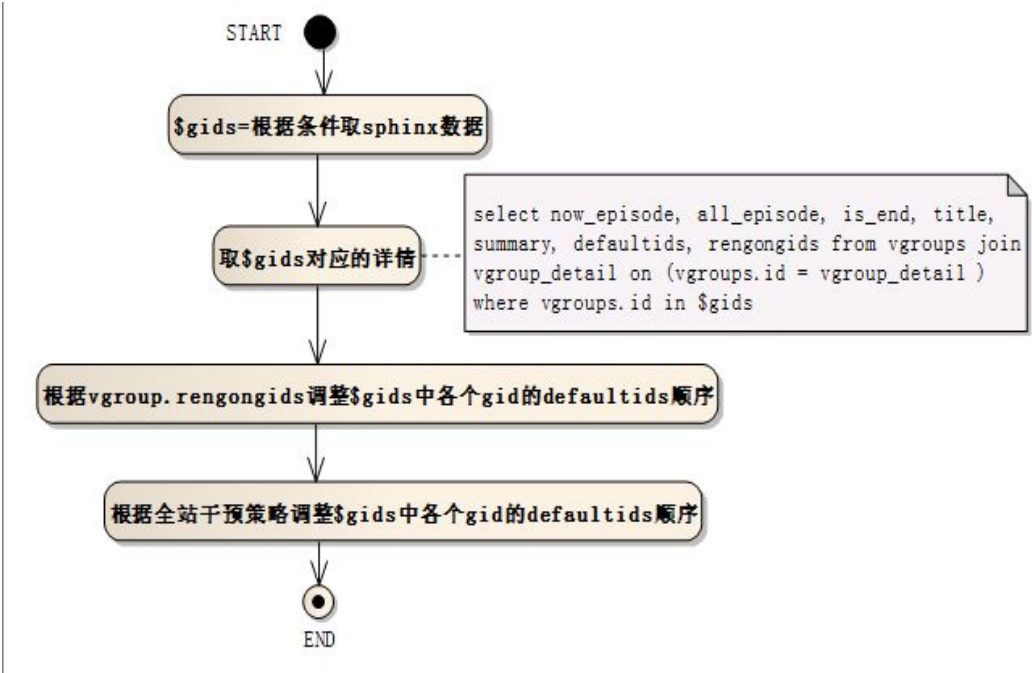 START
$gids=根据条件取sphinx数据
取$gids对应的详情
select now_episode, all_episode, is_end, title,
summary, defaultids, rengongids from vgroups join
vgroup_detail on (vgroups.id = vgroup_detail )
where vgroups.id in $gids
根据vgroup.rengongids调整$gids中各个gid的defaultids顺序
根据全站干预策略调整$gids中各个gid的defaultids顺序
END